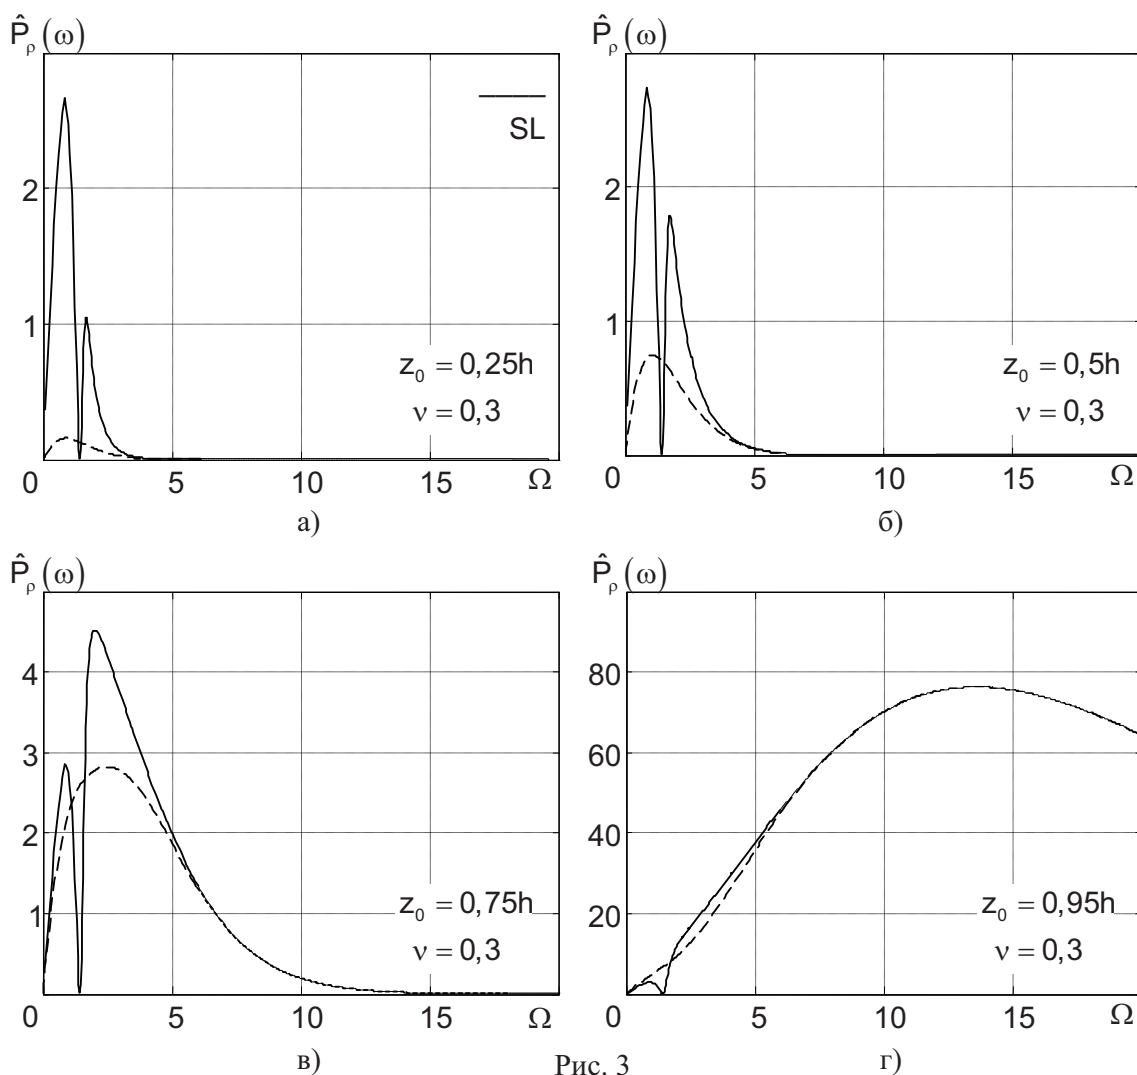 P̂ρ(ω)
SL
2
1
z₀ = 0,25h
ν = 0,3
0 5 10 15 Ω
а)
P̂ρ(ω)
2
1
z₀ = 0,5h
ν = 0,3
0 5 10 15 Ω
б)
P̂ρ(ω)
4
3
2
1
z₀ = 0,75h
ν = 0,3
0 5 10 15 Ω
в)
P̂ρ(ω)
80
60
40
20
z₀ = 0,95h
ν = 0,3
0 5 10 15 Ω
г)
Рис. 3